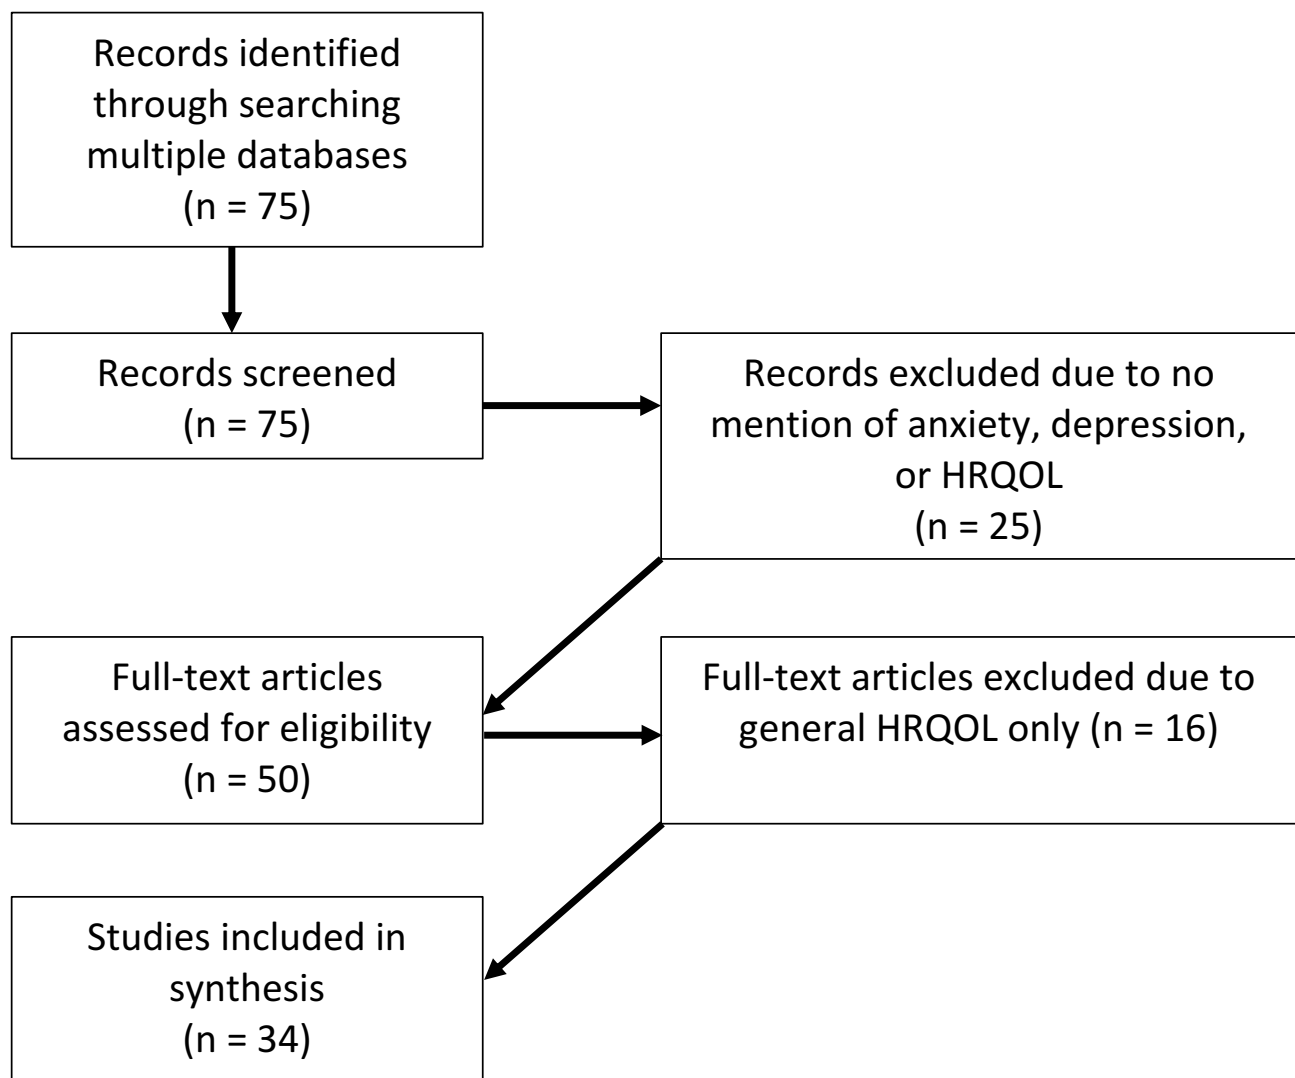 Records identified
through searching
multiple databases
(n = 75)
Records screened
(n = 75)
Records excluded due to no
mention of anxiety, depression,
or HRQOL
(n = 25)
Full-text articles
assessed for eligibility
(n = 50)
Full-text articles excluded due to
general HRQOL only (n = 16)
Studies included in
synthesis
(n = 34)